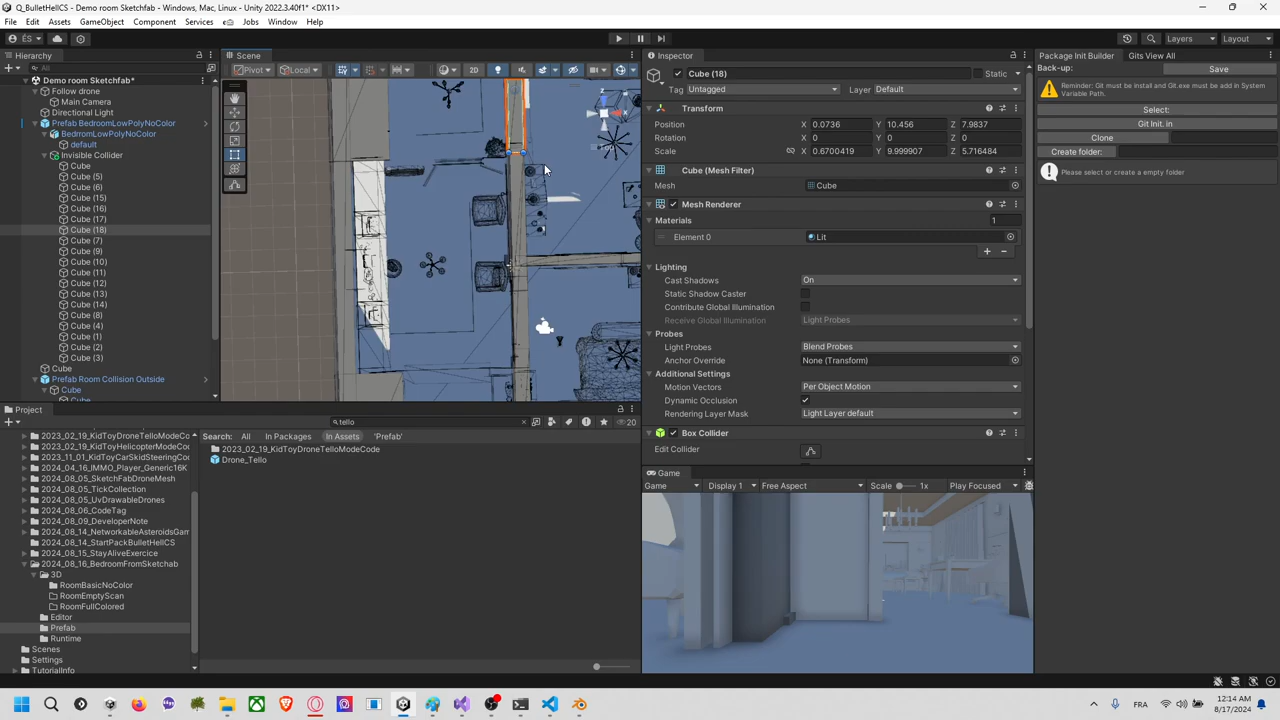 Q_BulletHellCS - Demo room Sketchfab - Windows, Mac, Linux - Unity 2022.3.40f1* <DX11>
File Edit Assets GameObject Component Services Jobs Window Help
ÉS Layers Layout
Hierarchy
All
Demo room Sketchfab*
Follow drone
Main Camera
Directional Light
Prefab BedroomLowPolyNoColor
BedrromLowPolyNoColor
default
Invisible Collider
Cube
Cube (5)
Cube (6)
Cube (15)
Cube (16)
Cube (17)
Cube (18)
Cube (7)
Cube (9)
Cube (10)
Cube (11)
Cube (12)
Cube (13)
Cube (14)
Cube (8)
Cube (4)
Cube (1)
Cube (2)
Cube (3)
Cube
Prefab Room Collision Outside
Cube
Scene
Pivot Local 2D
Inspector
Cube (18) Static
Tag Untagged Layer Default
Transform
Position 0.0736 10.456 7.9837
Rotation 0 0 0
Scale 0.6700419 9.999907 5.716484
Cube (Mesh Filter)
Mesh Cube
Mesh Renderer
Materials 1
Element 0 Lit
Lighting
Cast Shadows On
Static Shadow Caster
Contribute Global Illumination
Receive Global Illumination Light Probes
Probes
Light Probes Blend Probes
Anchor Override None (Transform)
Additional Settings
Motion Vectors Per Object Motion
Dynamic Occlusion
Rendering Layer Mask Light Layer default
Box Collider
Edit Collider
Package Init Builder Gits View All
Back-up: Save
Reminder: Git must be install and Git.exe must be add in System Variable Path.
Select:
Git Init. in
Clone
Create folder:
Please select or create a empty folder
Project
tello 20
Search: All In Packages In Assets 'Prefab'
2023_02_19_KidToyDroneTelloModeCode
Drone_Tello
2023_02_19_KidToyDroneTelloModeCo
2023_02_19_KidToyHelicopterModeCo
2023_11_01_KidToyCarSkidSteeringCo
2024_04_16_IMMO_Player_Generic16K
2024_08_05_SketchFabDroneMesh
2024_08_05_TickCollection
2024_08_05_UvDrawableDrones
2024_08_06_CodeTag
2024_08_09_DeveloperNote
2024_08_14_NetworkableAsteroidsGam
2024_08_14_StartPackBulletHellCS
2024_08_15_StayAliveExercice
2024_08_16_BedroomFromSketchab
3D
RoomBasicNoColor
RoomEmptyScan
RoomFullColored
Editor
Prefab
Runtime
Scenes
Settings
TutorialInfo
Game
Game Display 1 Free Aspect Scale 1x Play Focused
FR 12:14 AM
8/17/2024